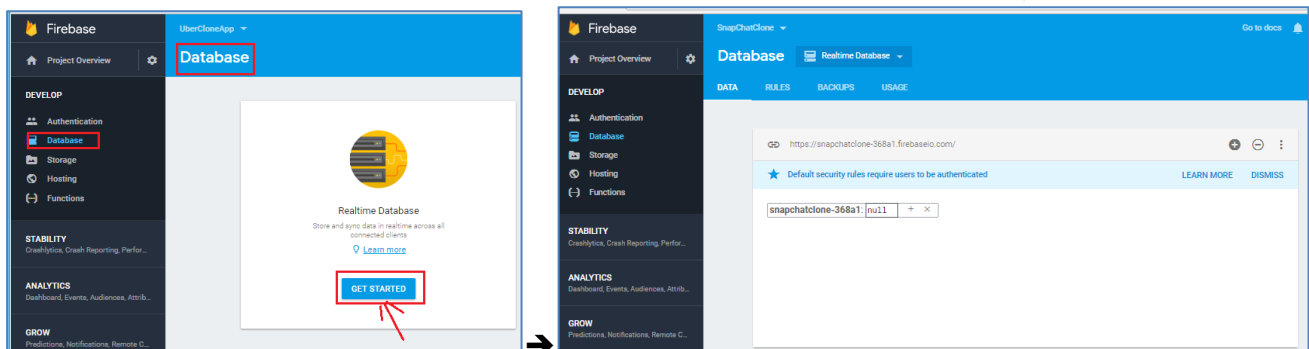 Firebase
UberCloneApp
Project Overview
Database
DEVELOP
Authentication
Database
Storage
Hosting
Functions
Realtime Database
Store and sync data in realtime across all
connected clients
Learn more
GET STARTED
STABILITY
Crashlytics, Crash Reporting, Perfor...
ANALYTICS
Dashboard, Events, Audiences, Attrib...
GROW
Predictions, Notifications, Remote C...
Firebase
SnapChatClone
Go to docs
Project Overview
Database
Realtime Database
DEVELOP
DATA RULES BACKUPS USAGE
Authentication
Database
Storage
Hosting
Functions
https://snapchatclone-368a1.firebaseio.com/
Default security rules require users to be authenticated
LEARN MORE DISMISS
snapchatclone-368a1: null
STABILITY
Crashlytics, Crash Reporting, Perfor...
ANALYTICS
Dashboard, Events, Audiences, Attrib...
GROW
Predictions, Notifications, Remote C...